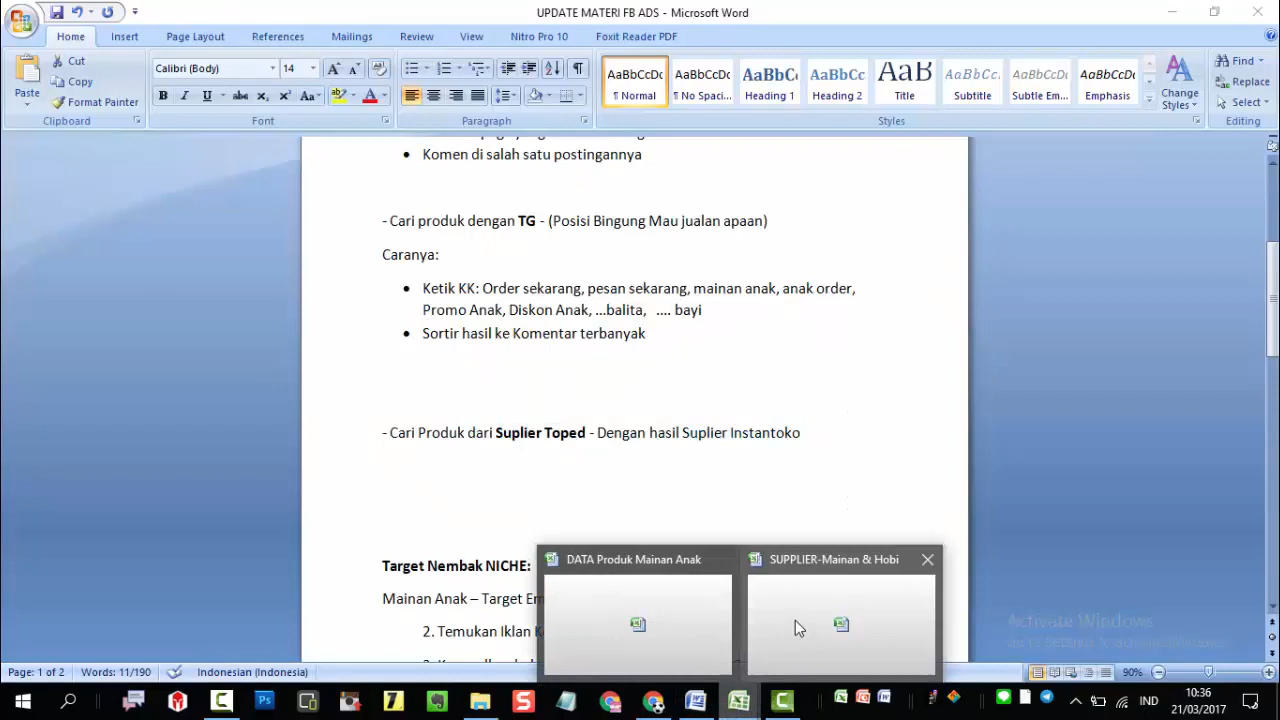 UPDATE MATERI FB ADS - Microsoft Word
Home Insert Page Layout References Mailings Review View Nitro Pro 10 Foxit Reader PDF
Paste Cut Copy Format Painter
Calibri (Body) 14
AaBbCcDc AaBbCcDc AaBbCc AaBbCc AaB AaBbCc AaBbCcDc AaBbCcDc
¶ Normal ¶ No Spaci... Heading 1 Heading 2 Title Subtitle Subtle Em... Emphasis
Change Styles
Find Replace Select
Clipboard Font Paragraph Styles Editing
• Komen di salah satu postingannya
- Cari produk dengan TG - (Posisi Bingung Mau jualan apaan)
Caranya:
• Ketik KK: Order sekarang, pesan sekarang, mainan anak, anak order,
Promo Anak, Diskon Anak, ...balita, .... bayi
• Sortir hasil ke Komentar terbanyak
- Cari Produk dari Suplier Toped - Dengan hasil Suplier Instantoko
Target Nembak NICHE:
Mainan Anak – Target Em
2. Temukan Iklan K
DATA Produk Mainan Anak
SUPPLIER-Mainan & Hobi
Activate Windows
Page: 1 of 2 Words: 11/190 Indonesian (Indonesia) 90%
IND
10:36
21/03/2017